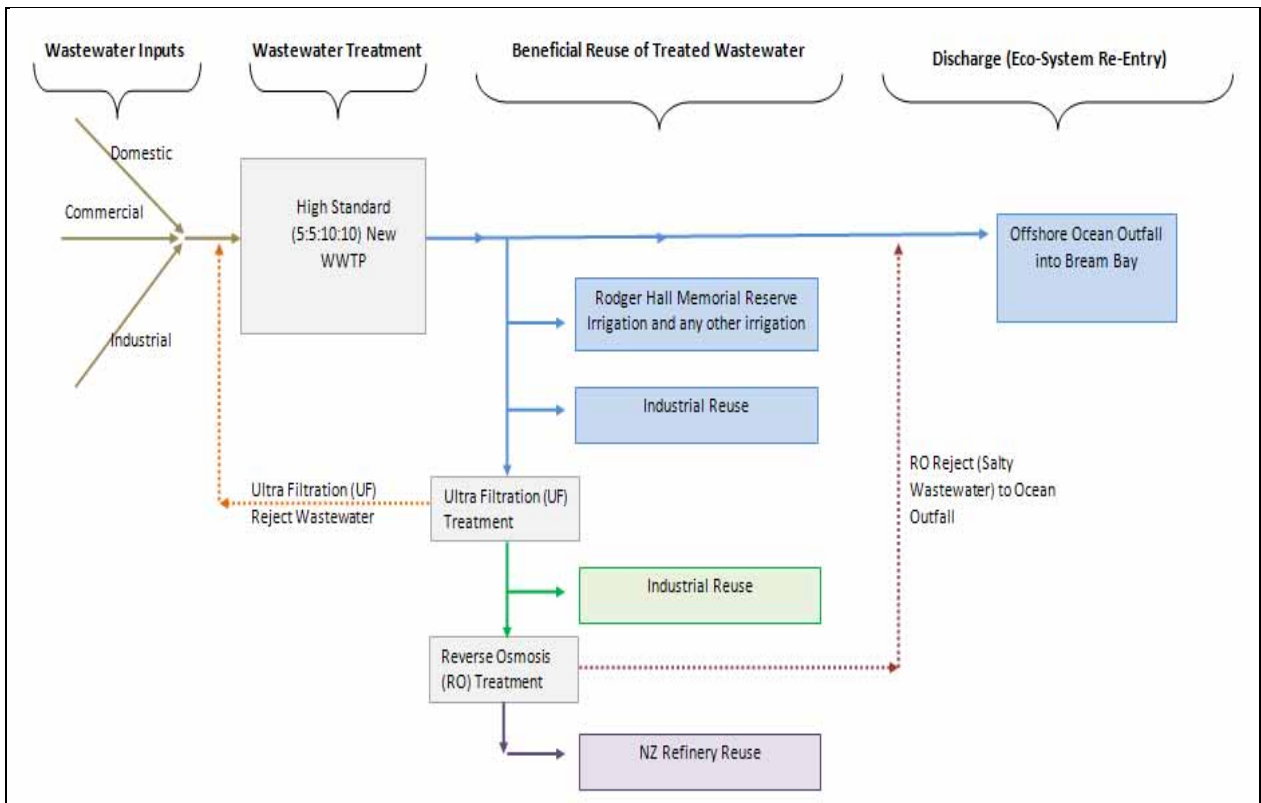 Wastewater Inputs
Wastewater Treatment
Beneficial Reuse of Treated Wastewater
Discharge (Eco-System Re-Entry)
Domestic
Commercial
Industrial
High Standard
(5:5:10:10) New
WWTP
Offshore Ocean Outfall
into Bream Bay
Rodger Hall Memorial Reserve
Irrigation and any other irrigation
Industrial Reuse
Ultra Filtration (UF)
Reject Wastewater
Ultra Filtration (UF)
Treatment
RO Reject (Salty
Wastewater) to Ocean
Outfall
Industrial Reuse
Reverse Osmosis
(RO) Treatment
NZ Refinery Reuse